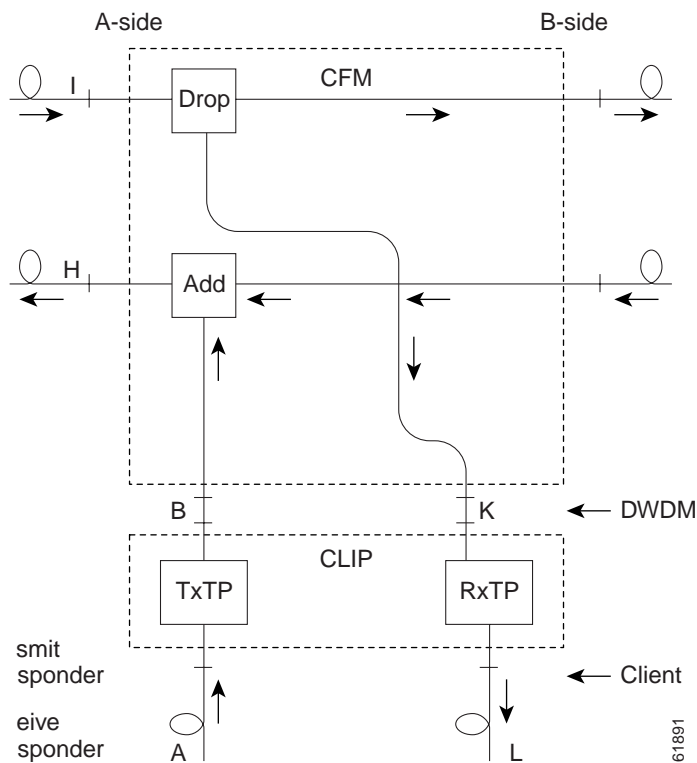 A-side
B-side
I
CFM
Drop
H
Add
B
K
DWDM
CLIP
TxTP
RxTP
smit
sponder
Client
eive
sponder
A
L
61891